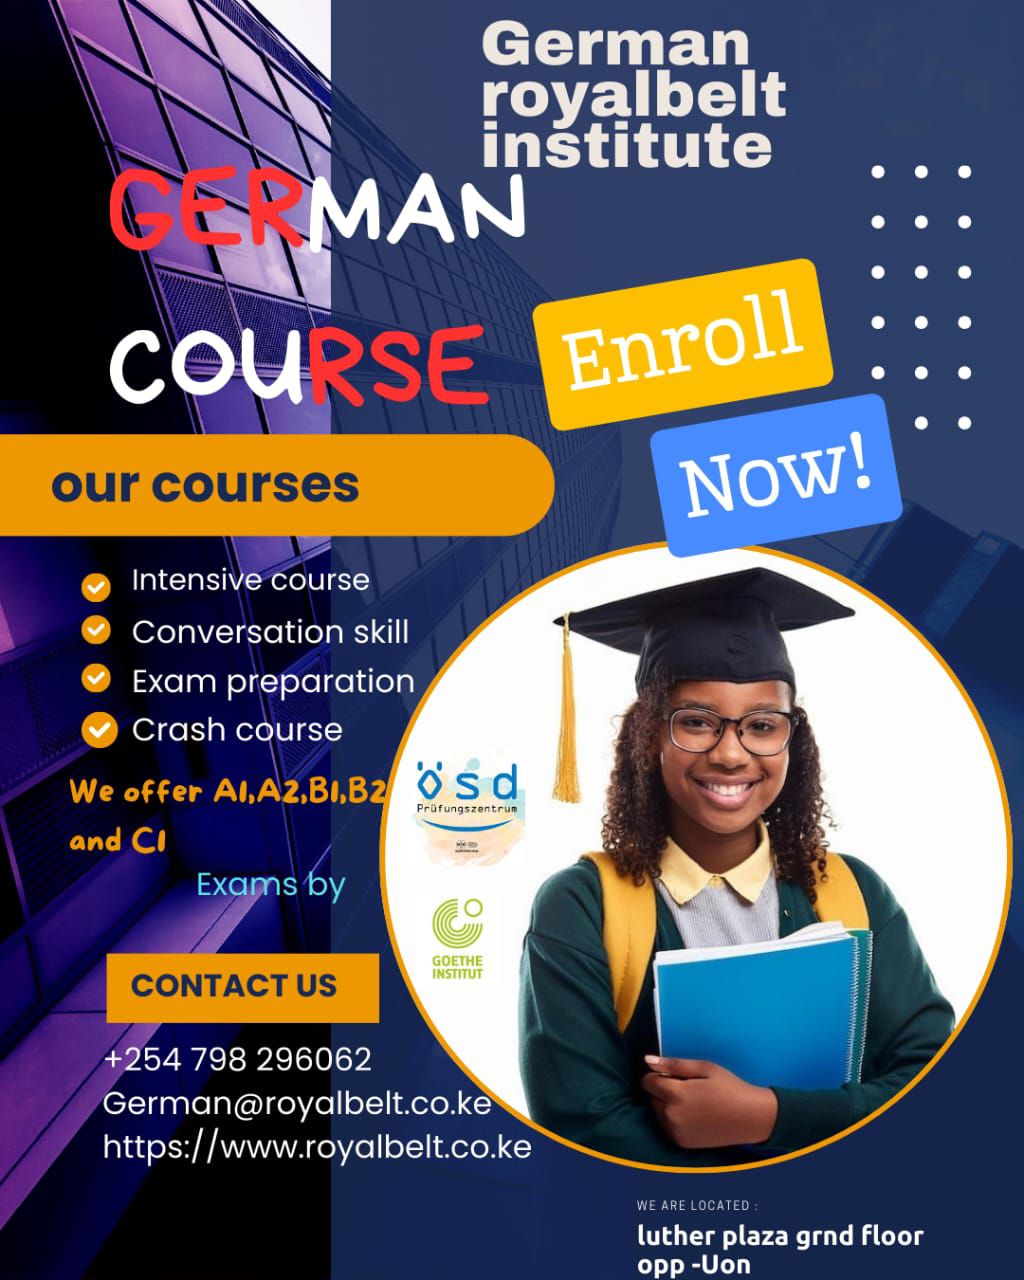 German
royalbelt
institute
GERMAN
COURSE
Enroll
Now!
our courses
Intensive course
Conversation skill
Exam preparation
Crash course
We offer A1,A2,B1,B2
and C1
Exams by
ösd
Prüfungszentrum
GOETHE
INSTITUT
CONTACT US
+254 798 296062
German@royalbelt.co.ke
https://www.royalbelt.co.ke
WE ARE LOCATED :
luther plaza grnd floor
opp -Uon